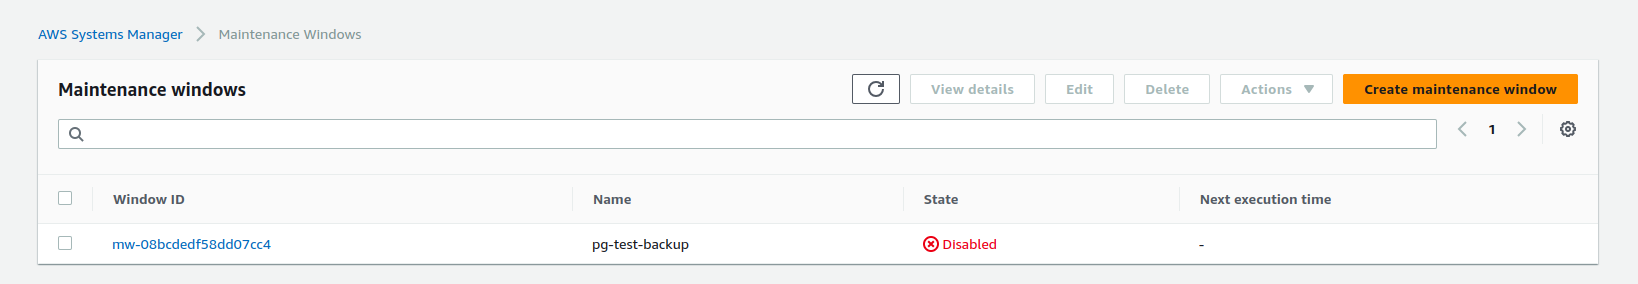 AWS Systems Manager > Maintenance Windows
Maintenance windows View details Edit Delete Actions Create maintenance window
1
Window ID Name State Next execution time
mw-08bcdedf58dd07cc4 pg-test-backup Disabled -